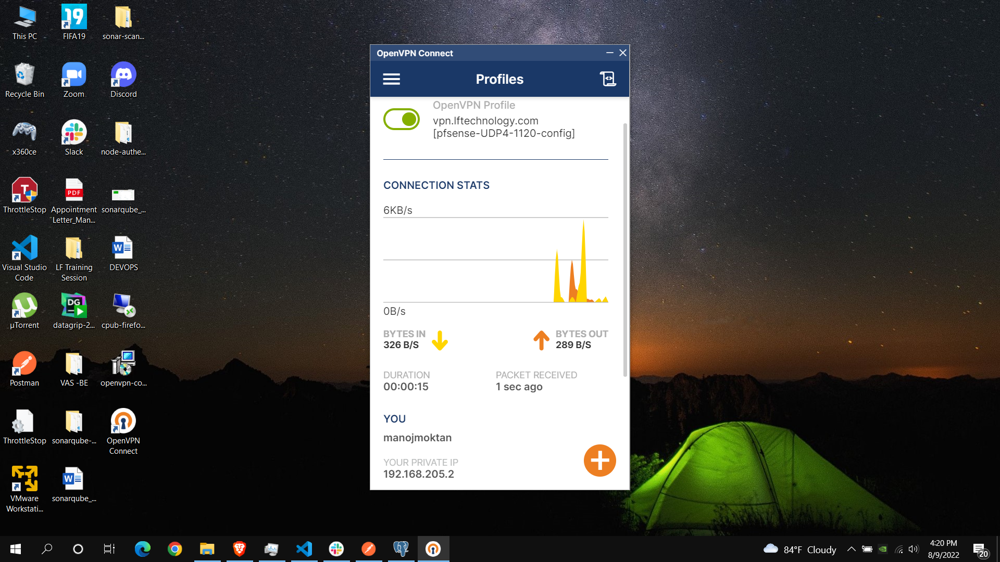 This PC
FIFA19
19
sonar-scan...
Recycle Bin
Zoom
Discord
x360ce
Slack
node-authe...
T
ThrottleStop
PDF
Appointment
Letter_Man...
sonarqube_...
Visual Studio
Code
LF Training
Session
W
DEVOPS
µTorrent
DG
datagrip-2...
cpub-firefo...
Postman
VAS -BE
openvpn-co...
ThrottleStop
sonarqube-...
OpenVPN
Connect
VMware
Workstati...
W
sonarqube_...
OpenVPN Connect
Profiles
OpenVPN Profile
vpn.lftechnology.com
[pfsense-UDP4-1120-config]
CONNECTION STATS
6KB/s
0B/s
BYTES IN
326 B/S
BYTES OUT
289 B/S
DURATION
00:00:15
PACKET RECEIVED
1 sec ago
YOU
manojmoktan
YOUR PRIVATE IP
192.168.205.2
84°F Cloudy
4:20 PM
8/9/2022
20